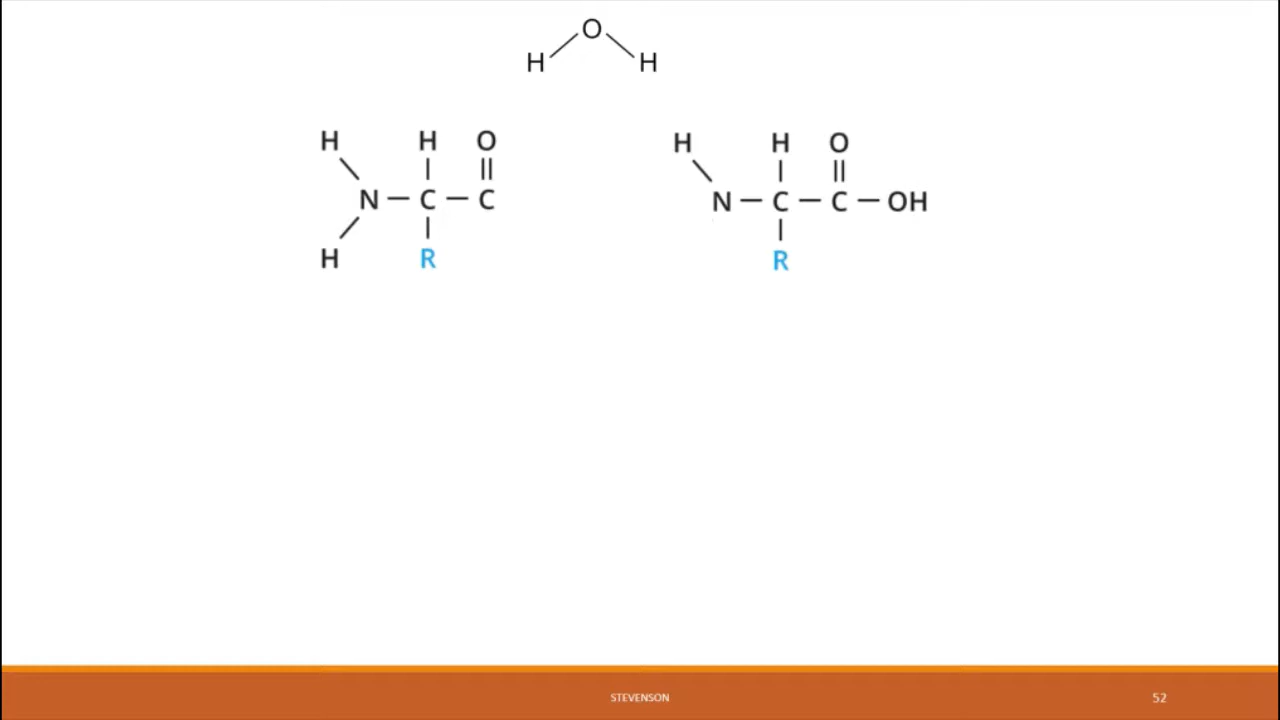 O
H H
H H O H H O
N C C N C C OH
H R R
STEVENSON 52